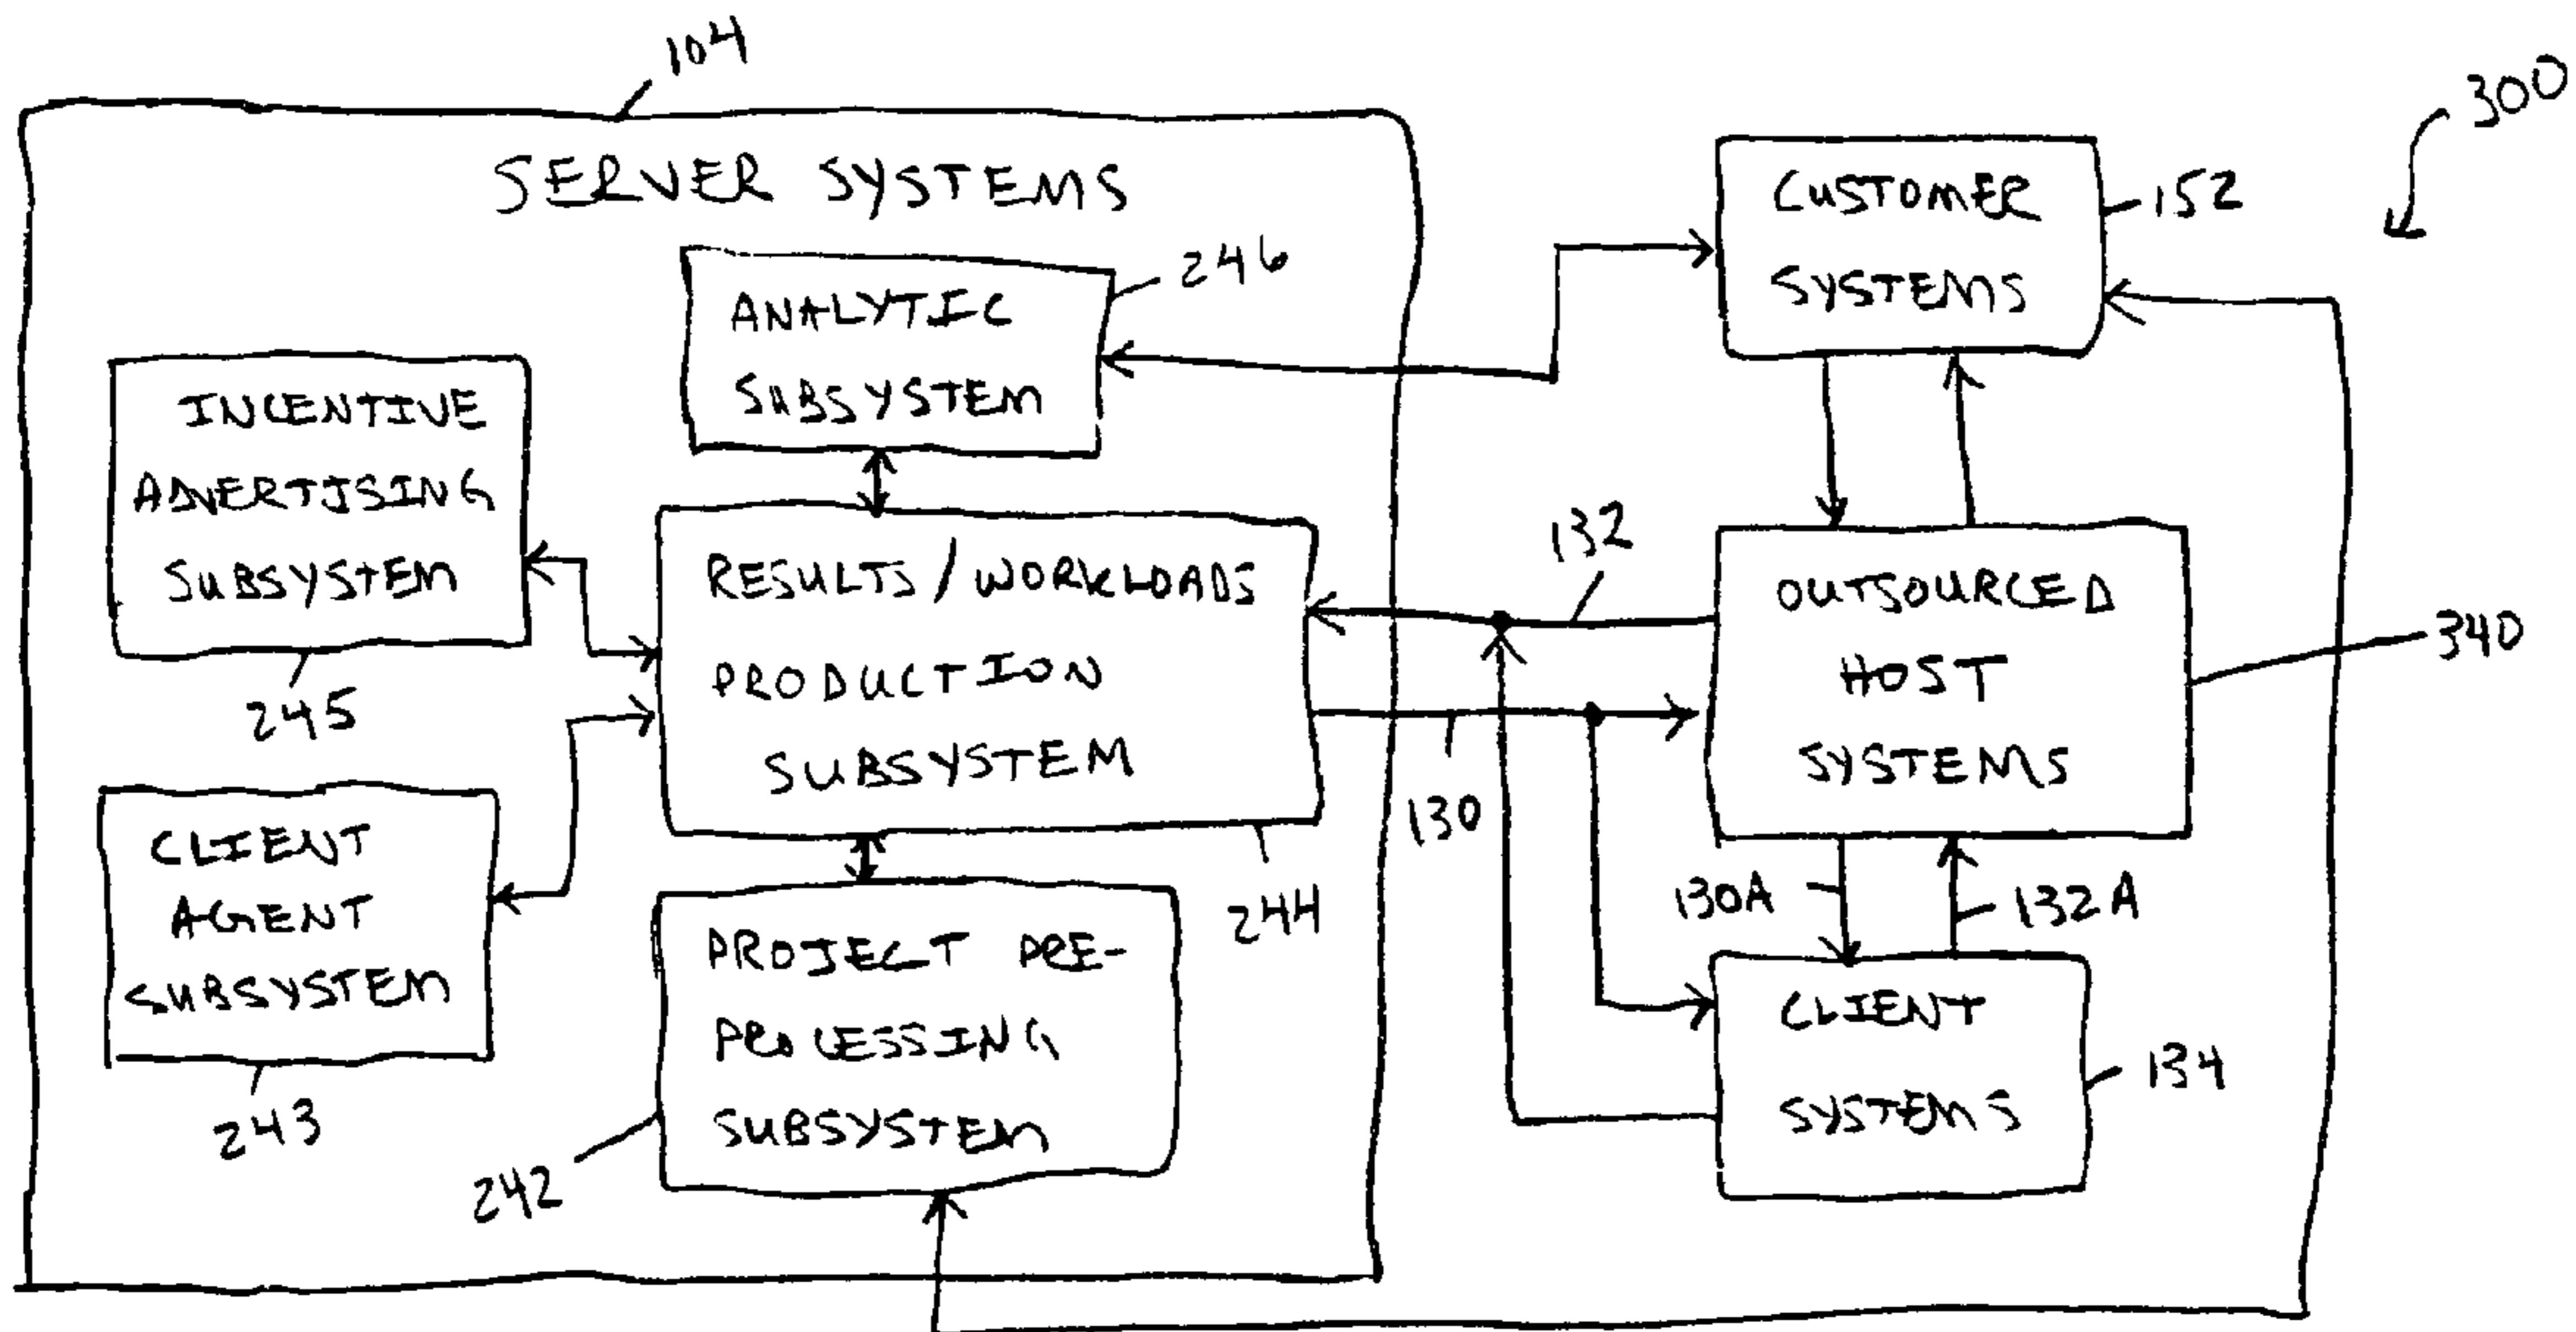 104
300
SERVER SYSTEMS
CUSTOMER
SYSTEMS
152
246
ANALYTIC
SUBSYSTEM
INCENTIVE
ADVERTISING
SUBSYSTEM
245
132
RESULTS/WORKLOADS
PRODUCTION
SUBSYSTEM
244
130
OUTSOURCED
HOST
SYSTEMS
340
CLIENT
AGENT
SUBSYSTEM
243
130A
132A
PROJECT PRE-
PROCESSING
SUBSYSTEM
242
CLIENT
SYSTEMS
134